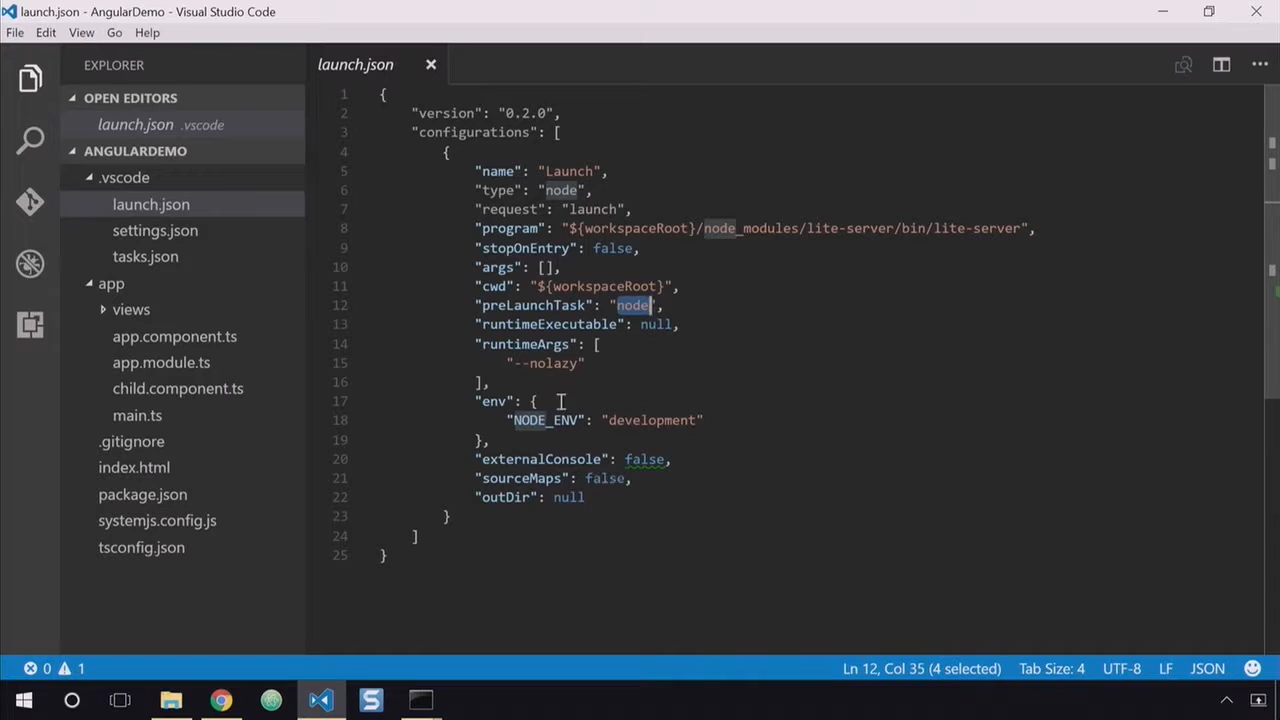 launch.json - AngularDemo - Visual Studio Code
File Edit View Go Help
EXPLORER
OPEN EDITORS
launch.json .vscode
ANGULARDEMO
.vscode
launch.json
settings.json
tasks.json
app
views
app.component.ts
app.module.ts
child.component.ts
main.ts
.gitignore
index.html
package.json
systemjs.config.js
tsconfig.json
launch.json
1 {
2 "version": "0.2.0",
3 "configurations": [
4 {
5 "name": "Launch",
6 "type": "node",
7 "request": "launch",
8 "program": "${workspaceRoot}/node_modules/lite-server/bin/lite-server",
9 "stopOnEntry": false,
10 "args": [],
11 "cwd": "${workspaceRoot}",
12 "preLaunchTask": "node",
13 "runtimeExecutable": null,
14 "runtimeArgs": [
15 "--nolazy"
16 ],
17 "env": {
18 "NODE_ENV": "development"
19 },
20 "externalConsole": false,
21 "sourceMaps": false,
22 "outDir": null
23 }
24 ]
25 }
0 1 Ln 12, Col 35 (4 selected) Tab Size: 4 UTF-8 LF JSON